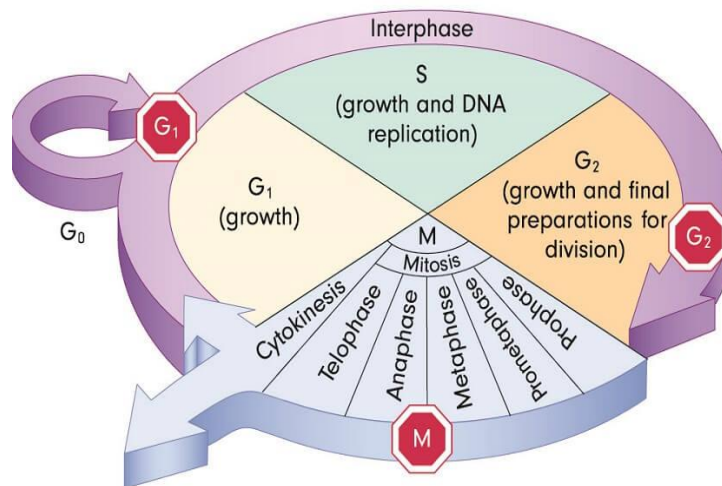 Interphase
S
(growth and DNA
replication)
G₁
G₁
(growth)
G₀
G₂
(growth and final
preparations for
division)
G₂
M
Mitosis
Cytokinesis
Telophase
Anaphase
Metaphase
Prometaphase
Prophase
M